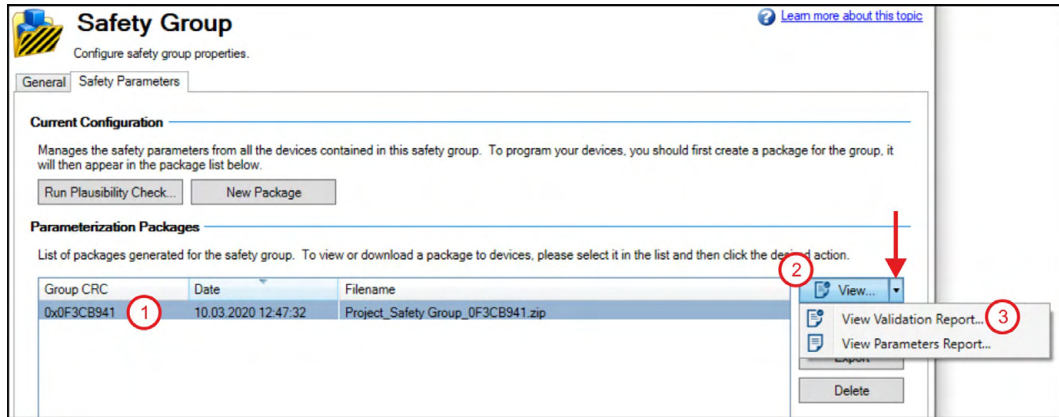 Safety Group
Learn more about this topic
Configure safety group properties.
General Safety Parameters
Current Configuration
Manages the safety parameters from all the devices contained in this safety group. To program your devices, you should first create a package for the group, it
will then appear in the package list below.
Run Plausibility Check... New Package
Parameterization Packages
List of packages generated for the safety group. To view or download a package to devices, please select it in the list and then click the desired action.
2
Group CRC Date Filename View...
0x0F3CB941 1 10.03.2020 12:47:32 Project_Safety Group_0F3CB941.zip
View Validation Report... 3
View Parameters Report...
Export
Delete